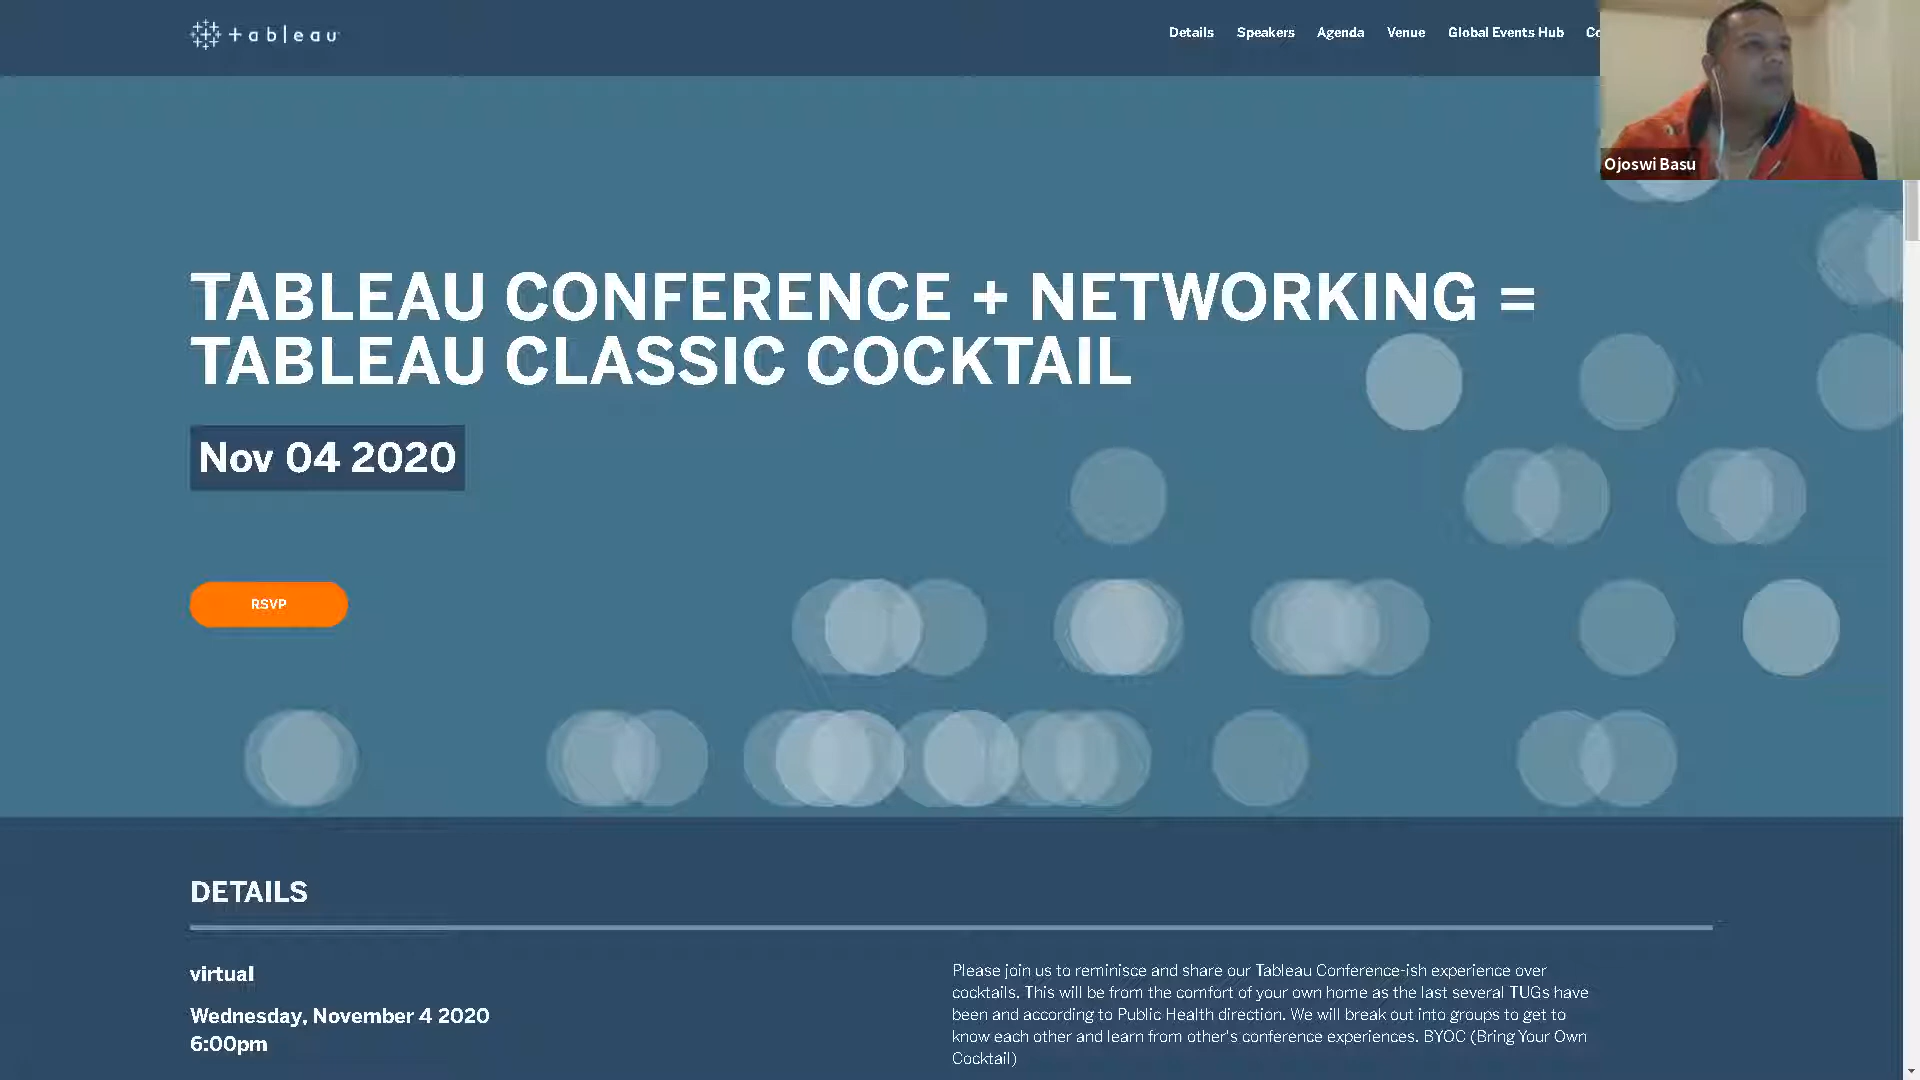 +ableau
Details
Speakers
Agenda
Venue
Global Events Hub
Co
Ojoswi Basu
TABLEAU CONFERENCE + NETWORKING =
TABLEAU CLASSIC COCKTAIL
Nov 04 2020
RSVP
DETAILS
virtual
Wednesday, November 4 2020
6:00pm
Please join us to reminisce and share our Tableau Conference-ish experience over
cocktails. This will be from the comfort of your own home as the last several TUGs have
been and according to Public Health direction. We will break out into groups to get to
know each other and learn from other's conference experiences. BYOC (Bring Your Own
Cocktail)